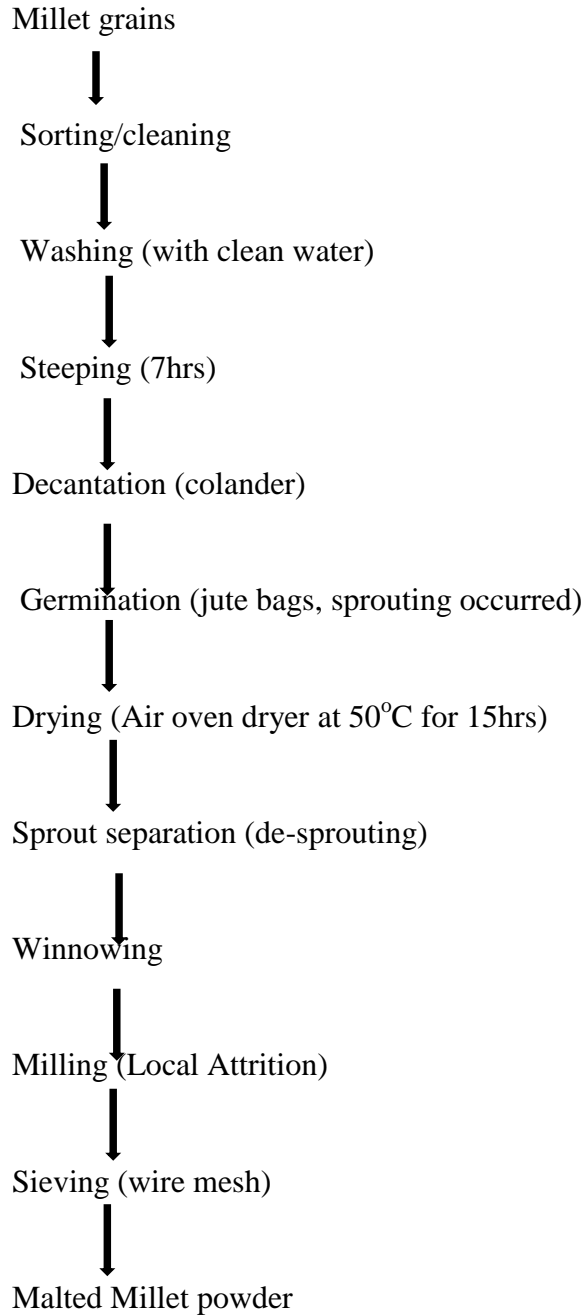 Millet grains
Sorting/cleaning
Washing (with clean water)
Steeping (7hrs)
Decantation (colander)
Germination (jute bags, sprouting occurred)
Drying (Air oven dryer at 50°C for 15hrs)
Sprout separation (de-sprouting)
Winnowing
Milling (Local Attrition)
Sieving (wire mesh)
Malted Millet powder